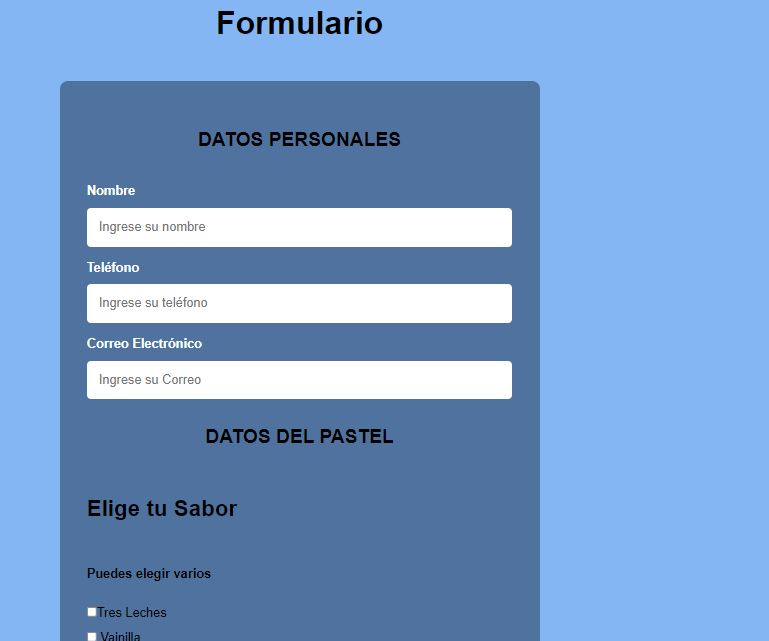 Formulario
DATOS PERSONALES
Nombre
Ingrese su nombre
Teléfono
Ingrese su teléfono
Correo Electrónico
Ingrese su Correo
DATOS DEL PASTEL
Elige tu Sabor
Puedes elegir varios
Tres Leches
Vainilla